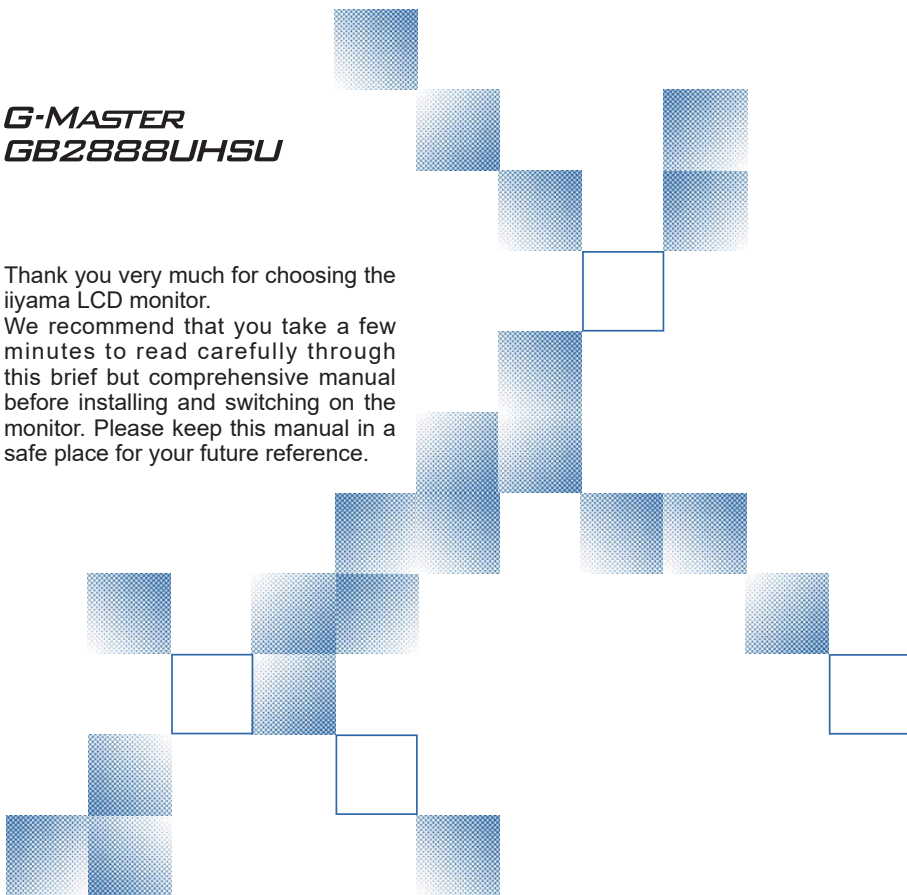 G-MASTER
GB2888UHSU
Thank you very much for choosing the
iiyama LCD monitor.
We recommend that you take a few
minutes to read carefully through
this brief but comprehensive manual
before installing and switching on the
monitor. Please keep this manual in a
safe place for your future reference.